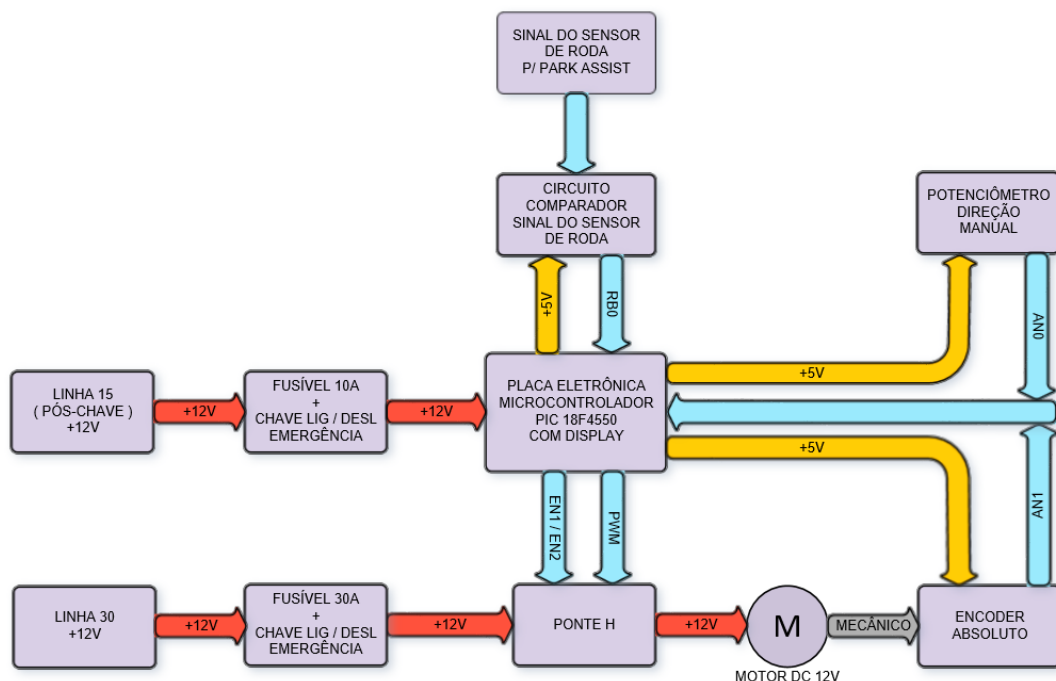 SINAL DO SENSOR
DE RODA
P/ PARK ASSIST
CIRCUITO
COMPARADOR
SINAL DO SENSOR
DE RODA
POTENCIÔMETRO
DIREÇÃO
MANUAL
+5V
RB0
AN0
LINHA 15
( PÓS-CHAVE )
+12V
+12V
FUSÍVEL 10A
+
CHAVE LIG / DESL
EMERGÊNCIA
+12V
PLACA ELETRÔNICA
MICROCONTROLADOR
PIC 18F4550
COM DISPLAY
+5V
+5V
EN1 / EN2
PWM
AN1
LINHA 30
+12V
+12V
FUSÍVEL 30A
+
CHAVE LIG / DESL
EMERGÊNCIA
+12V
PONTE H
+12V
M
MOTOR DC 12V
MECÂNICO
ENCODER
ABSOLUTO